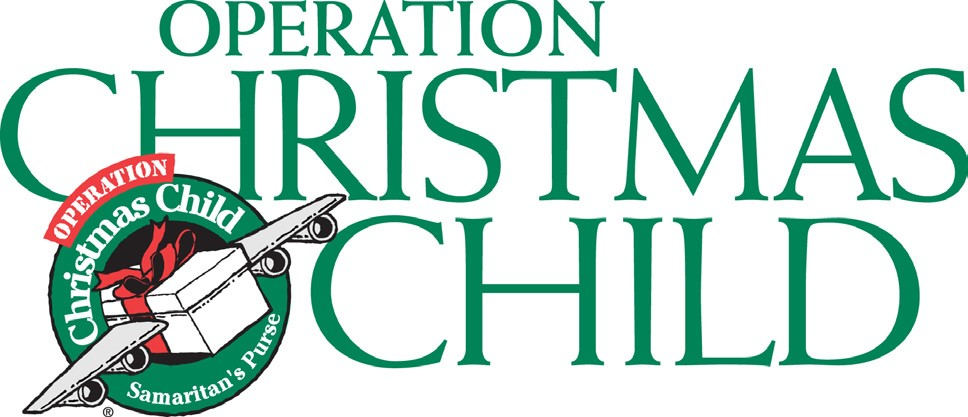 OPERATION
CHRISTMAS
CHILD
OPERATION
Christmas Child
Samaritan's Purse
®